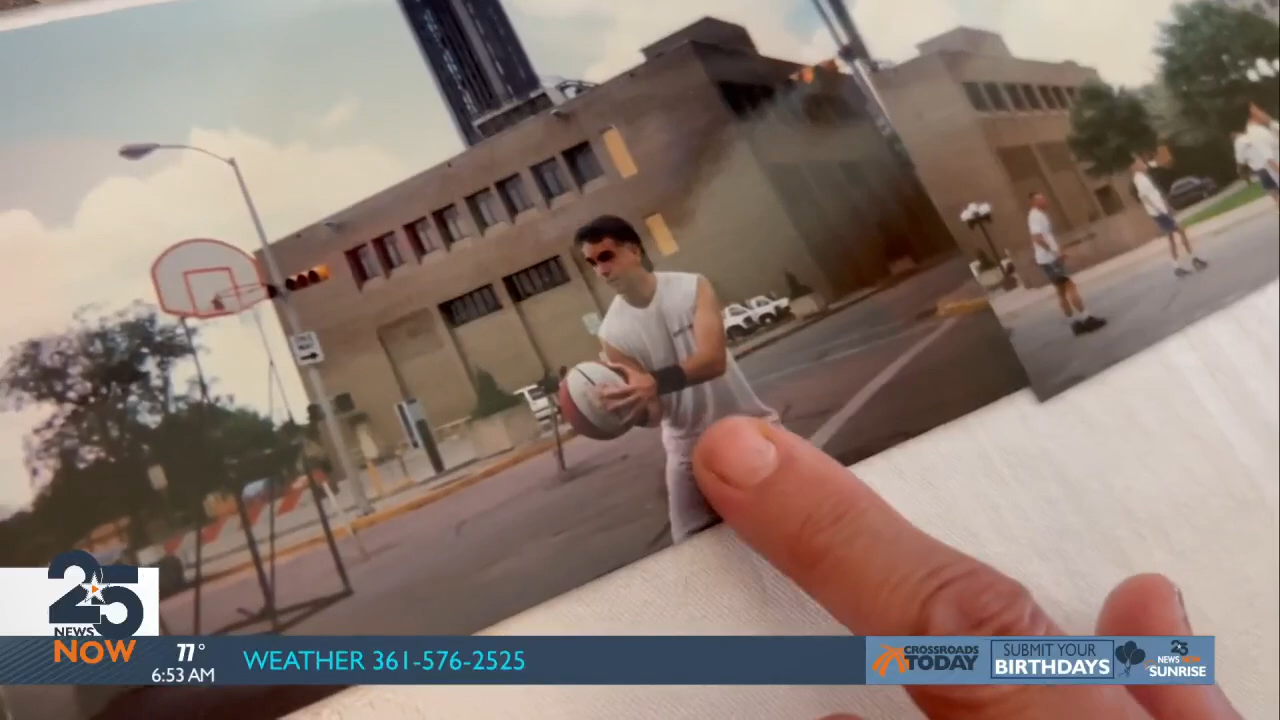 25
NEWS
NOW
77°
6:53 AM
WEATHER 361-576-2525
CROSSROADS
TODAY
SUBMIT YOUR
BIRTHDAYS
25
NEWS NOW
SUNRISE